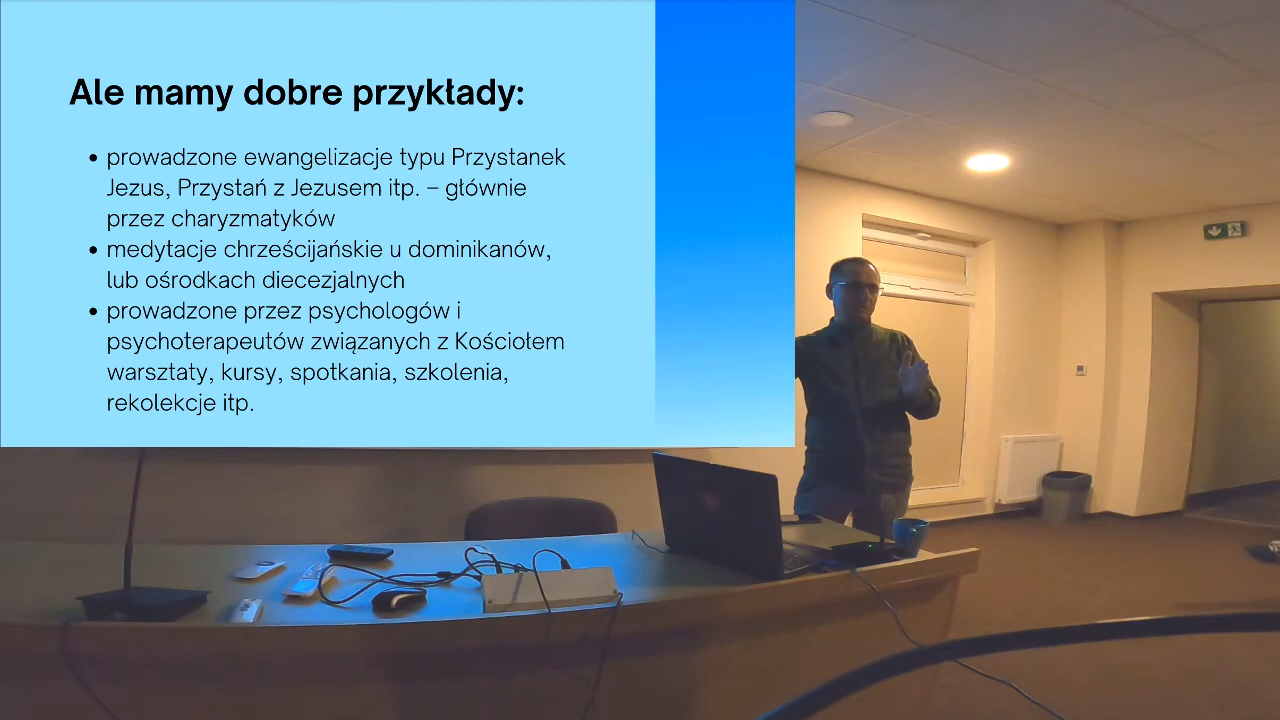 Ale mamy dobre przykłady:
• prowadzone ewangelizacje typu Przystanek
Jezus, Przystań z Jezusem itp. – głównie
przez charyzmatyków
• medytacje chrześcijańskie u dominikanów,
lub ośrodkach diecezjalnych
• prowadzone przez psychologów i
psychoterapeutów związanych z Kościołem
warsztaty, kursy, spotkania, szkolenia,
rekolekcje itp.